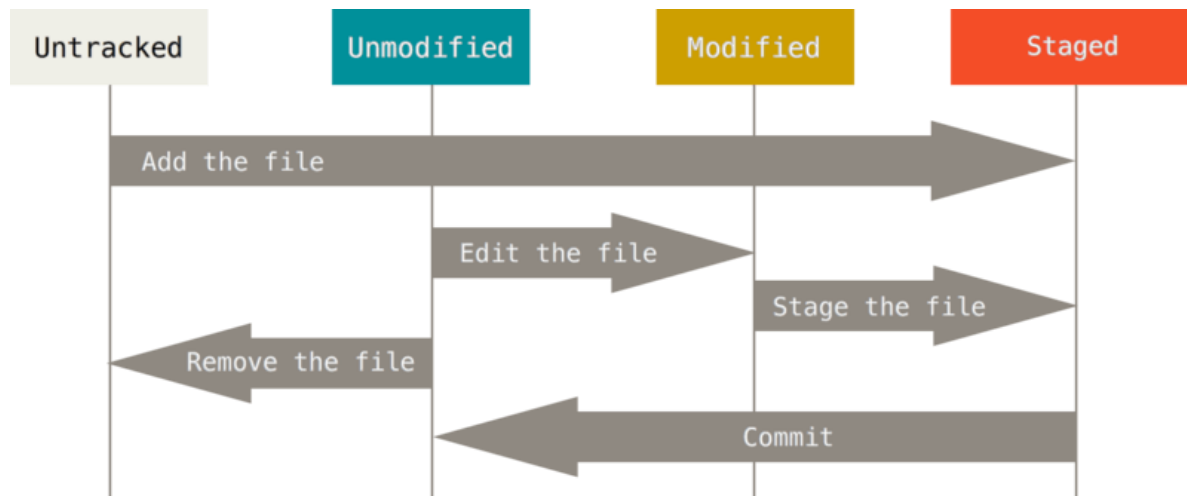 Untracked
Unmodified
Modified
Staged
Add the file
Edit the file
Stage the file
Remove the file
Commit